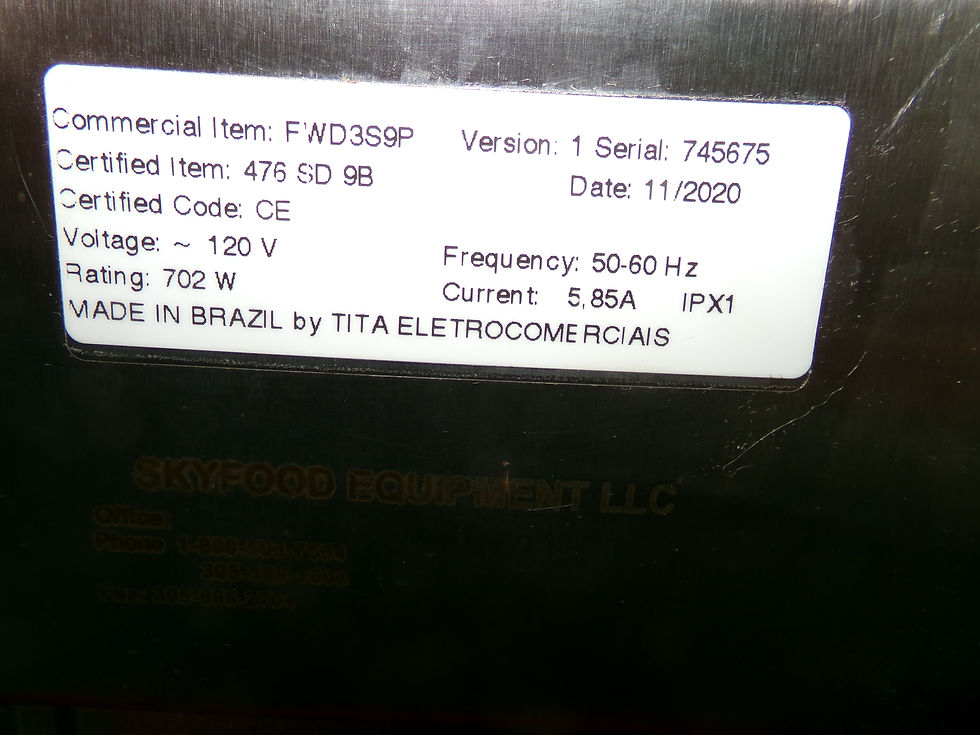 Commercial Item: FWD3S9P Version: 1 Serial: 745675
Certified Item: 476 SD 9B Date: 11/2020
Certified Code: CE
Voltage: ~ 120 V Frequency: 50-60 Hz
Rating: 702 W Current: 5,85A IPX1
MADE IN BRAZIL by TITA ELETROCOMERCIAIS
SKYFOOD EQUIPMENT LLC
Office:
Phone
Fax: